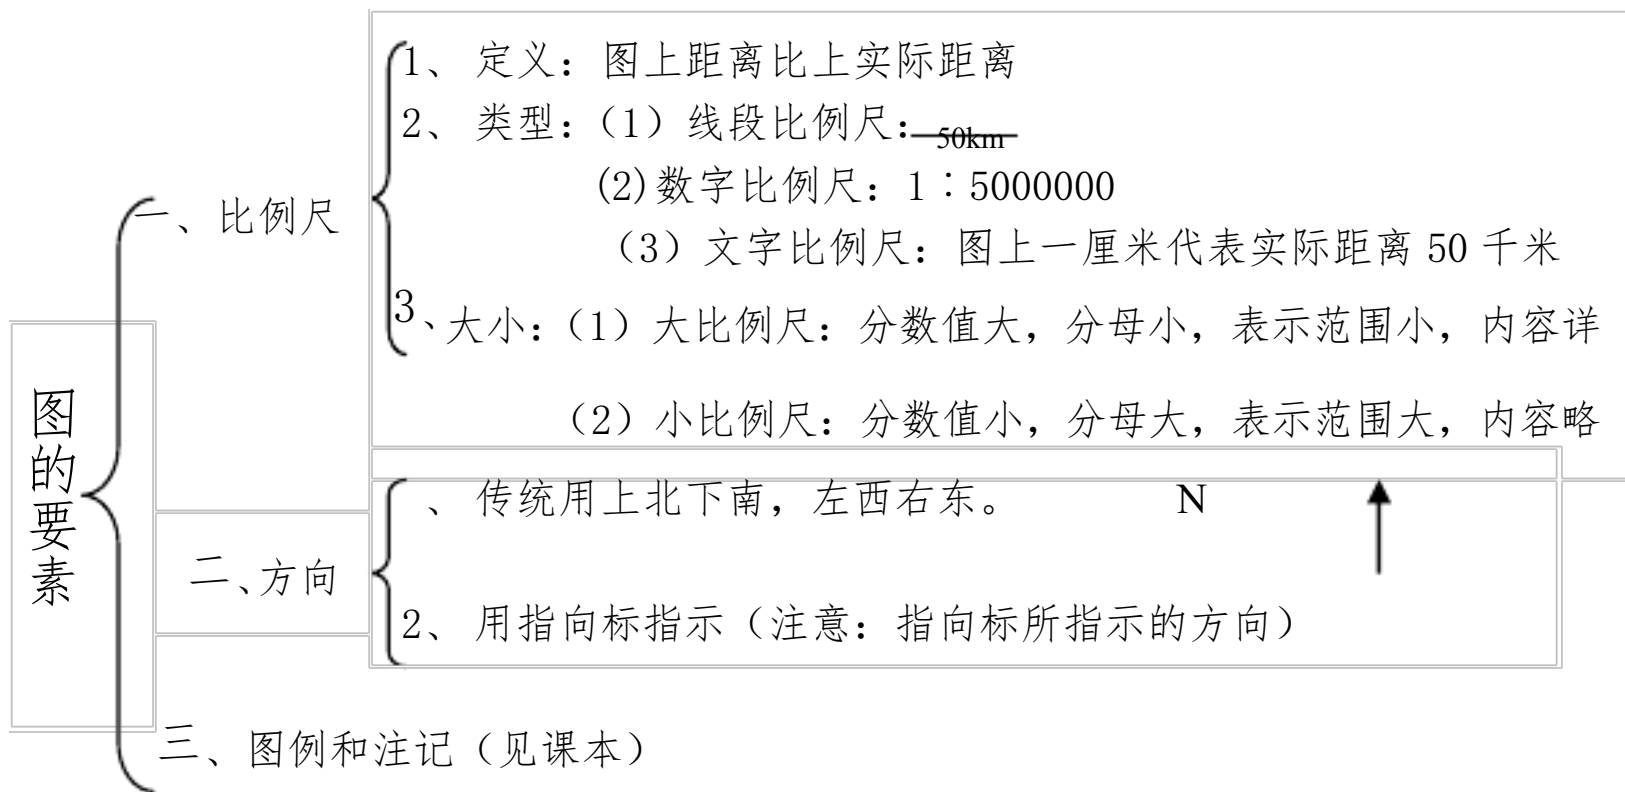 图的要素
一、比例尺
1、 定义：图上距离比上实际距离
2、 类型：（1）线段比例尺：50km
(2)数字比例尺：1∶5000000
（3）文字比例尺：图上一厘米代表实际距离 50 千米
3、大小：（1）大比例尺：分数值大，分母小，表示范围小，内容详
（2）小比例尺：分数值小，分母大，表示范围大，内容略
二、方向
、 传统用上北下南，左西右东。 N
2、 用指向标指示（注意：指向标所指示的方向）
三、图例和注记（见课本）